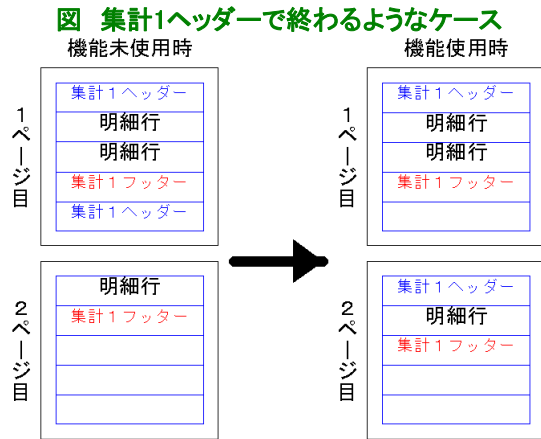 図 集計1ヘッダーで終わるようなケース
機能未使用時
1ページ目
集計1ヘッダー
明細行
明細行
集計1フッター
集計1ヘッダー
2ページ目
明細行
集計1フッター
機能使用時
1ページ目
集計1ヘッダー
明細行
明細行
集計1フッター
2ページ目
集計1ヘッダー
明細行
集計1フッター